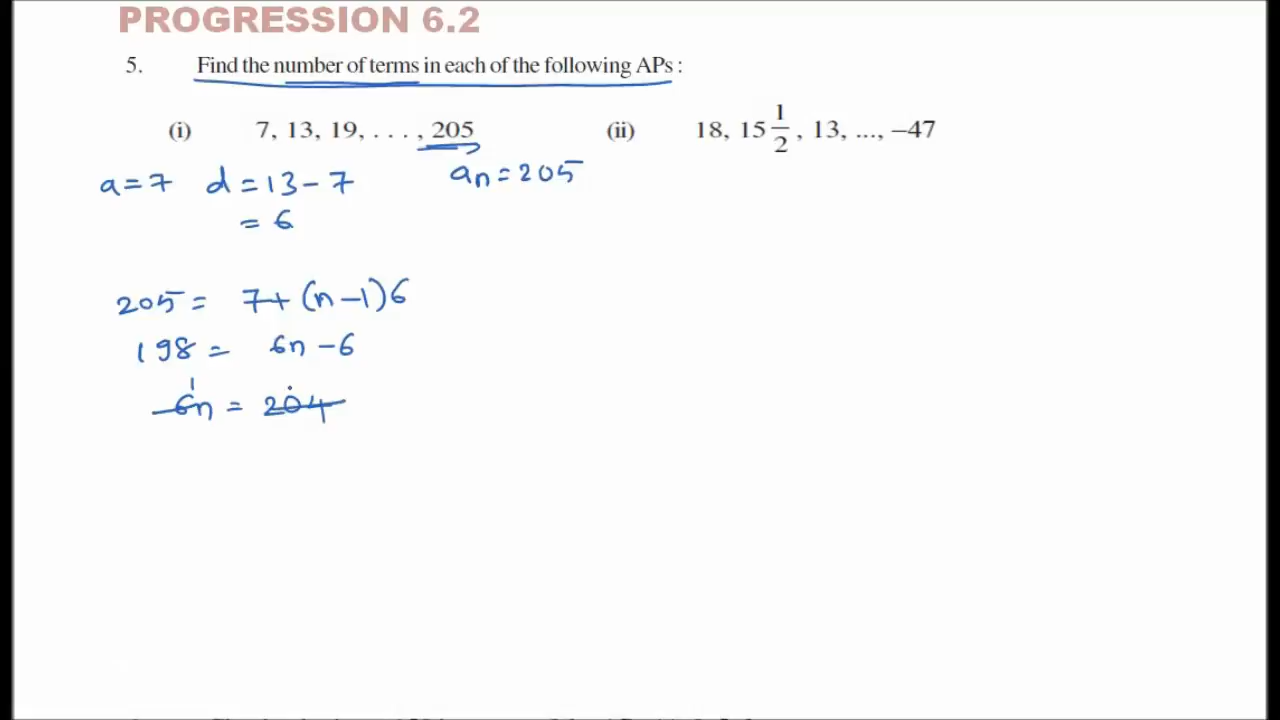 PROGRESSION 6.2
5. Find the number of terms in each of the following APs :
(i) 7, 13, 19, . . . , 205 (ii) 18, 15 1/2 , 13, ..., –47
a = 7 d = 13 - 7 an = 205
= 6
205 = 7 + (n - 1) 6
198 = 6n - 6
1
6n = 204